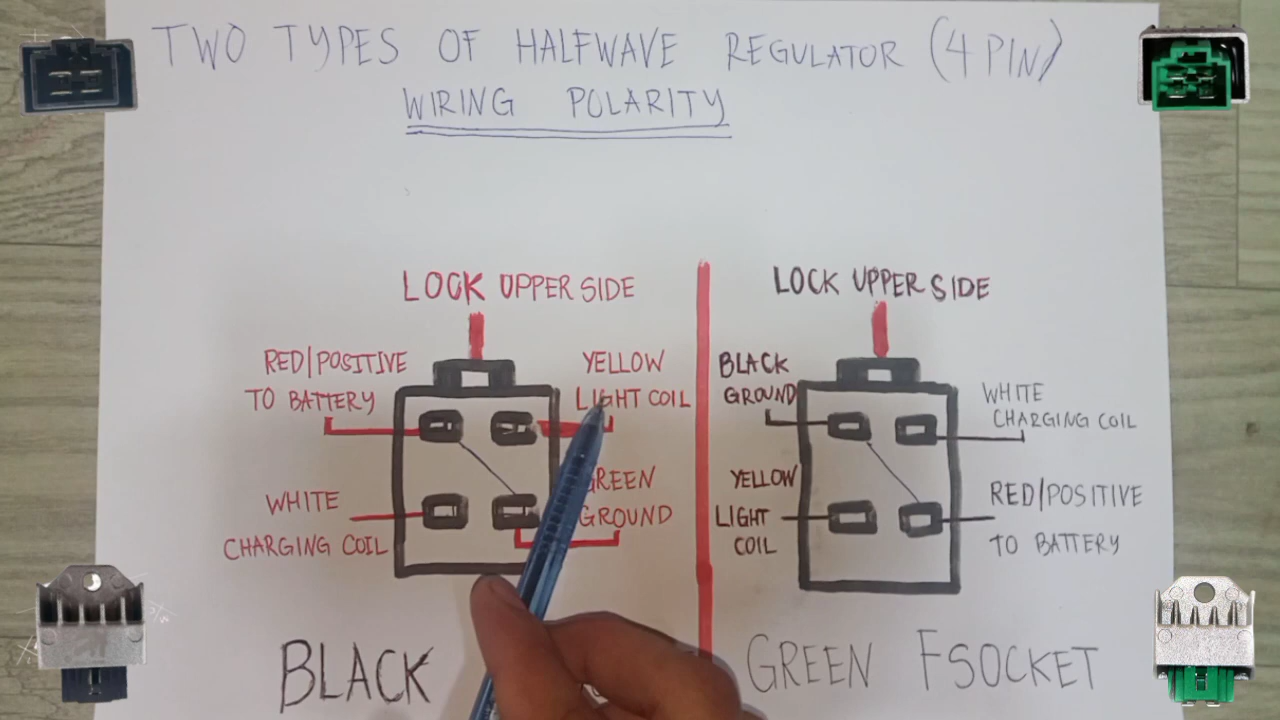 TWO TYPES OF HALFWAVE REGULATOR (4 PIN)
WIRING POLARITY
LOCK UPPER SIDE
RED/POSITIVE
TO BATTERY
YELLOW
LIGHT COIL
WHITE
CHARGING COIL
GREEN
GROUND
BLACK
LOCK UPPER SIDE
BLACK
GROUND
WHITE
CHARGING COIL
YELLOW
LIGHT
COIL
RED/POSITIVE
TO BATTERY
GREEN FSOCKET